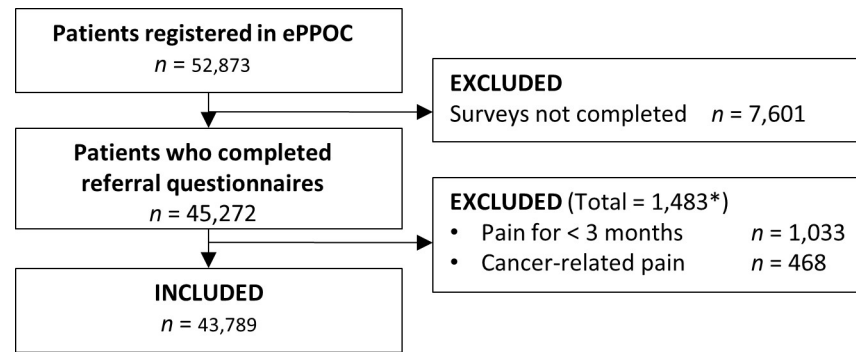 Patients registered in ePPOC
n = 52,873
EXCLUDED
Surveys not completed n = 7,601
Patients who completed
referral questionnaires
n = 45,272
EXCLUDED (Total = 1,483*)
• Pain for < 3 months n = 1,033
• Cancer-related pain n = 468
INCLUDED
n = 43,789